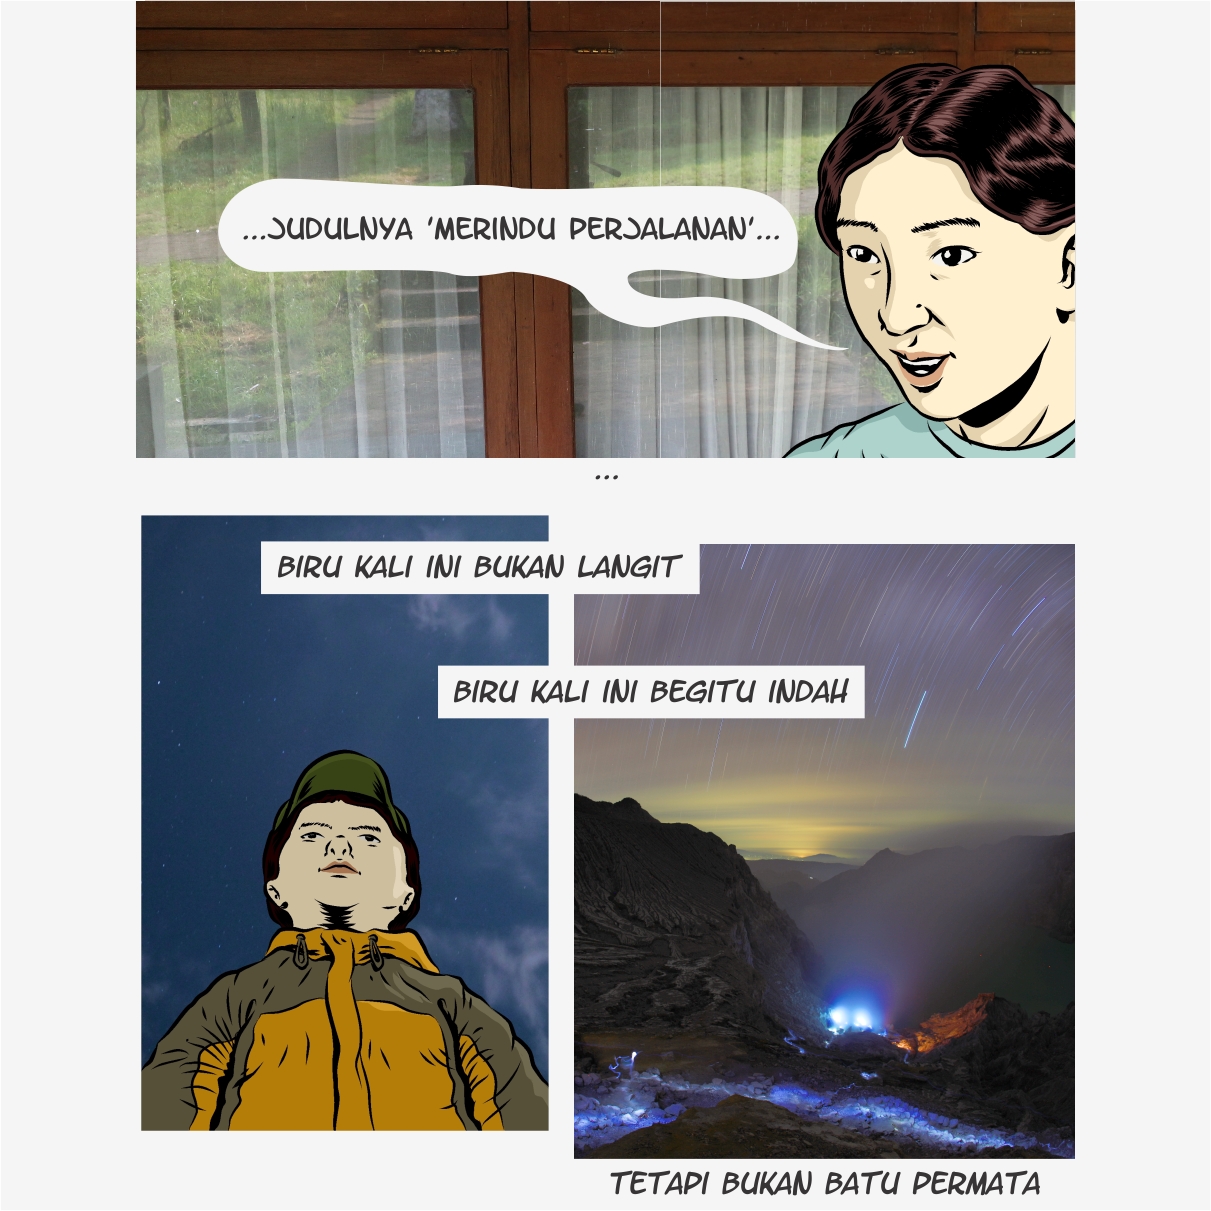 ...JUDULNYA 'MERINDU PERJALANAN'...
...
BIRU KALI INI BUKAN LANGIT
BIRU KALI INI BEGITU INDAH
TETAPI BUKAN BATU PERMATA